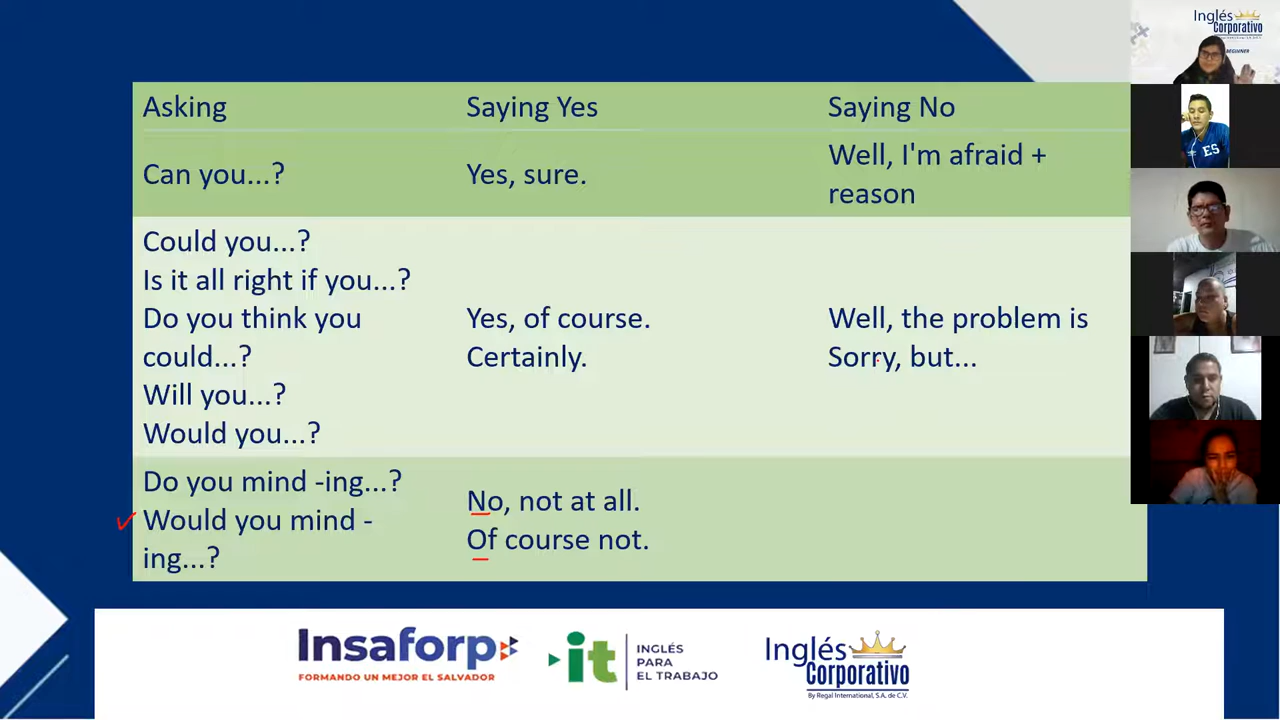 Asking
Saying Yes
Saying No
Can you...?
Yes, sure.
Well, I'm afraid +
reason
Could you...?
Is it all right if you...?
Do you think you
could...?
Will you...?
Would you...?
Yes, of course.
Certainly.
Well, the problem is
Sorry, but...
Do you mind -ing...?
Would you mind -
ing...?
No, not at all.
Of course not.
Insaforp
FORMANDO UN MEJOR EL SALVADOR
it
INGLÉS
PARA
EL TRABAJO
Inglés
Corporativo
By Regal International, S.A. de C.V.
Inglés
Corporativo
BEGINNER
ES